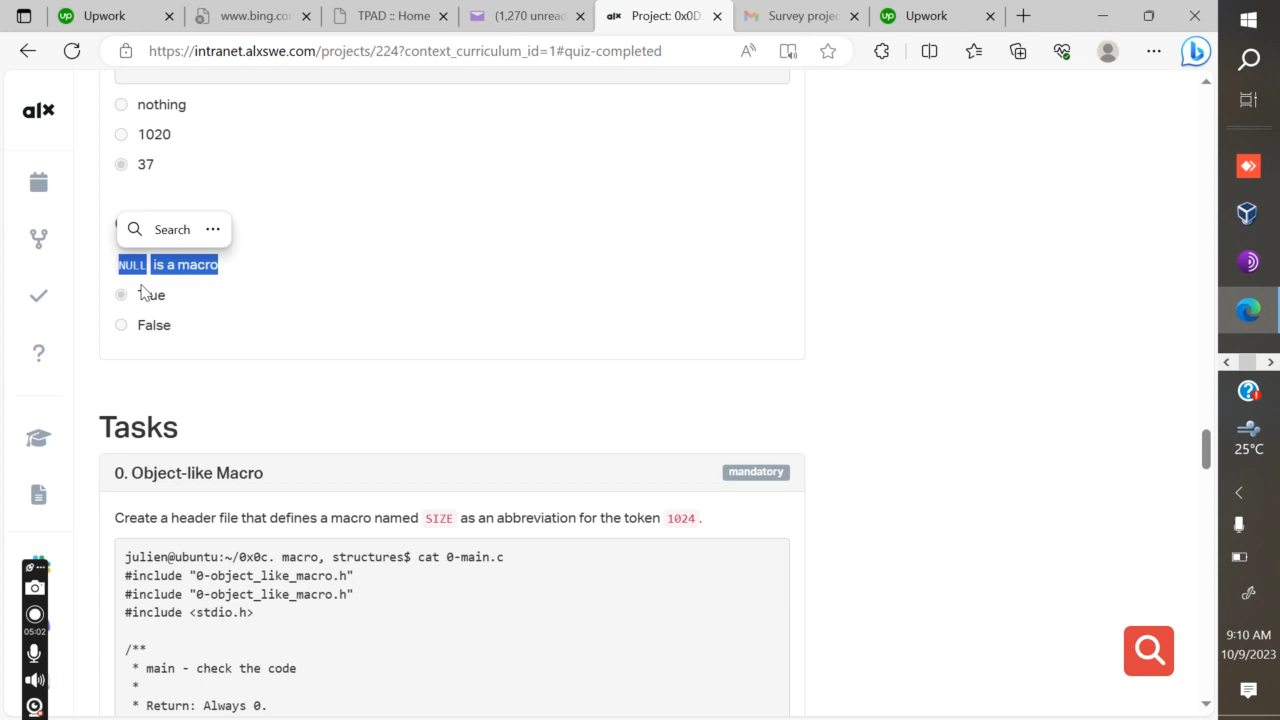 Upwork
www.bing.co
TPAD :: Home
(1,270 unread
alx Project: 0x0D
Survey projec
Upwork
https://intranet.alxswe.com/projects/224?context_curriculum_id=1#quiz-completed
alx
nothing
1020
37
Search
NULL is a macro
True
False
Tasks
0. Object-like Macro
mandatory
Create a header file that defines a macro named SIZE as an abbreviation for the token 1024.
julien@ubuntu:~/0x0c. macro, structures$ cat 0-main.c
#include "0-object_like_macro.h"
#include "0-object_like_macro.h"
#include <stdio.h>
/**
* main - check the code
*
* Return: Always 0.
05:02
25°C
9:10 AM
10/9/2023